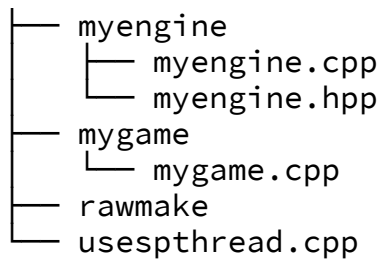 ├── myengine
│   ├── myengine.cpp
│   └── myengine.hpp
├── mygame
│   └── mygame.cpp
├── rawmake
└── usespthread.cpp